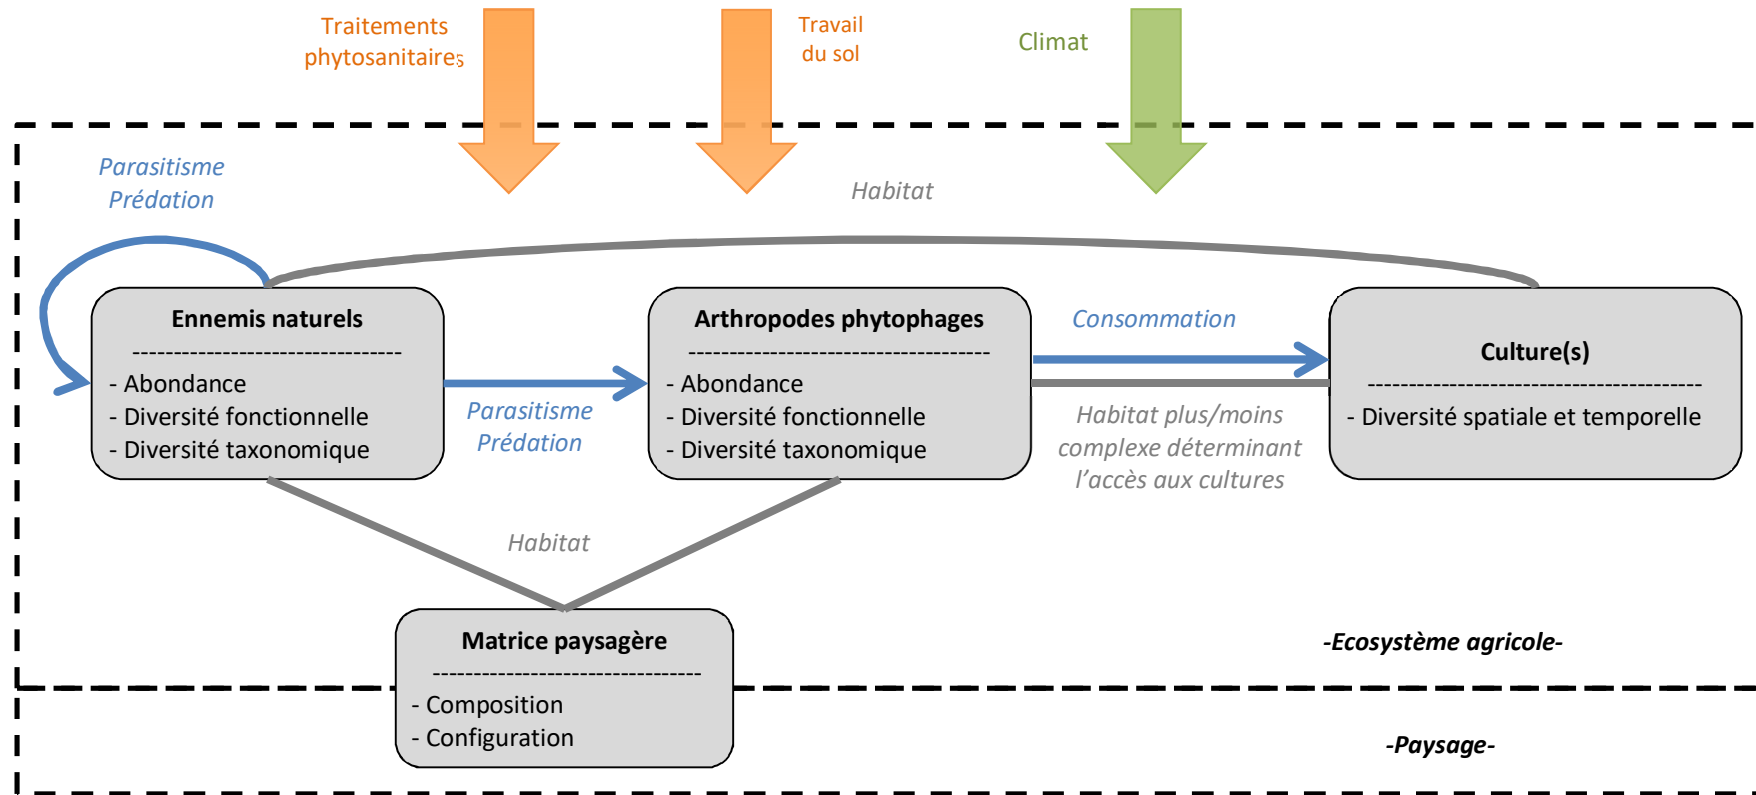 Traitements
phytosanitaires
Travail
du sol
Climat
Parasitisme
Prédation
Habitat
Ennemis naturels
--------------------------------
- Abondance
- Diversité fonctionnelle
- Diversité taxonomique
Parasitisme
Prédation
Arthropodes phytophages
------------------------------------
- Abondance
- Diversité fonctionnelle
- Diversité taxonomique
Consommation
Habitat plus/moins
complexe déterminant
l’accès aux cultures
Culture(s)
----------------------------------------
- Diversité spatiale et temporelle
Habitat
Matrice paysagère
--------------------------------
- Composition
- Configuration
-Ecosystème agricole-
-Paysage-